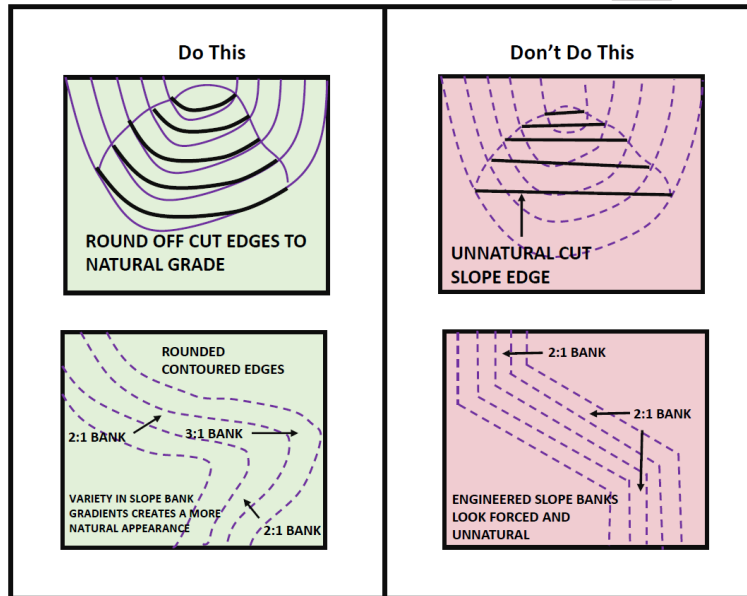 Do This
ROUND OFF CUT EDGES TO
NATURAL GRADE
ROUNDED
CONTOURED EDGES
2:1 BANK
3:1 BANK
VARIETY IN SLOPE BANK
GRADIENTS CREATES A MORE
NATURAL APPEARANCE
2:1 BANK
Don't Do This
UNNATURAL CUT
SLOPE EDGE
2:1 BANK
2:1 BANK
ENGINEERED SLOPE BANKS
LOOK FORCED AND
UNNATURAL